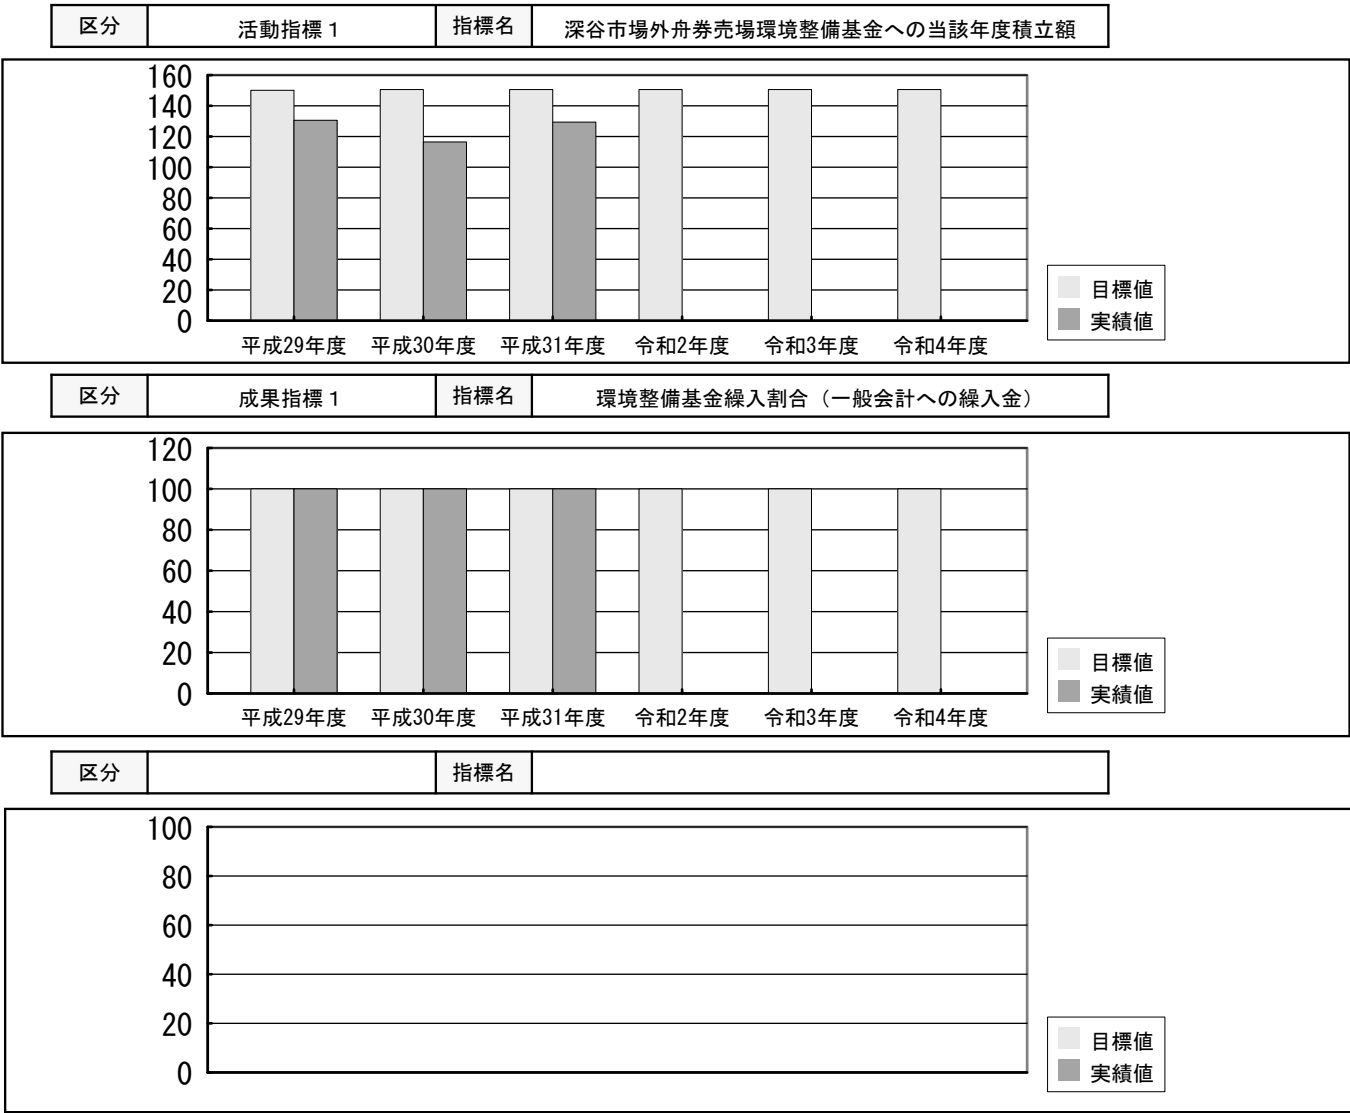 区分 活動指標１ 指標名 深谷市場外舟券売場環境整備基金への当該年度積立額
160
140
120
100
80
60
40
20
0
平成29年度 平成30年度 平成31年度 令和2年度 令和3年度 令和4年度
目標値
実績値
区分 成果指標１ 指標名 環境整備基金繰入割合（一般会計への繰入金）
120
100
80
60
40
20
0
平成29年度 平成30年度 平成31年度 令和2年度 令和3年度 令和4年度
目標値
実績値
区分 指標名
100
80
60
40
20
0
目標値
実績値